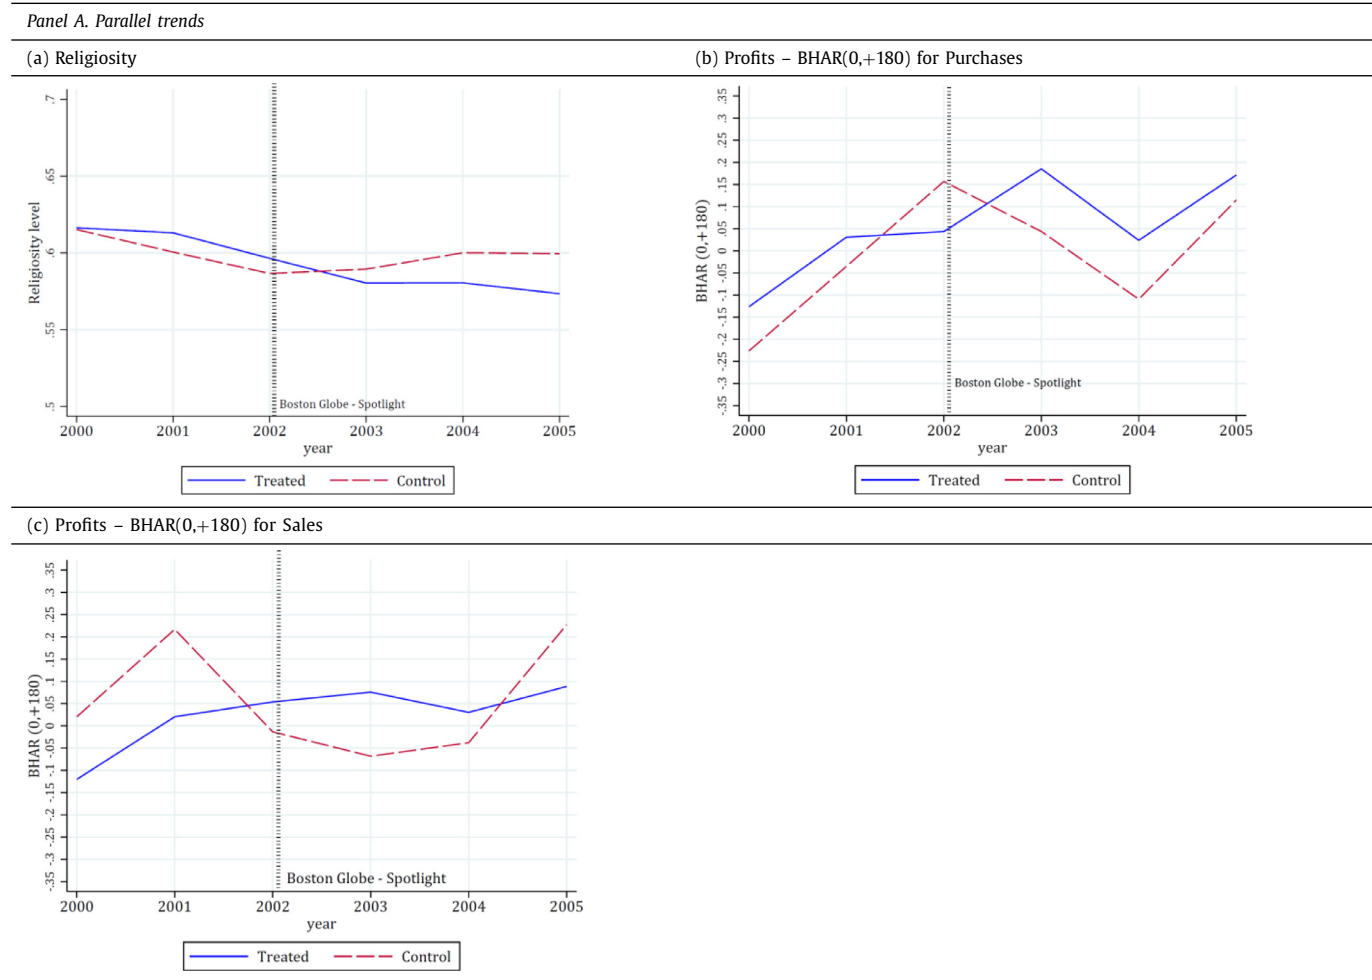 Panel A. Parallel trends
(a) Religiosity
(b) Profits – BHAR(0,+180) for Purchases
.7
.65
.6
.55
.5
Religiosity level
Boston Globe - Spotlight
2000 2001 2002 2003 2004 2005
year
Treated Control
.35
.3
.25
.2
.15
.1
.05
0
-.05
-.1
-.15
-.2
-.25
-.3
-.35
BHAR (0,+180)
Boston Globe - Spotlight
2000 2001 2002 2003 2004 2005
year
Treated Control
(c) Profits – BHAR(0,+180) for Sales
.35
.3
.25
.2
.15
.1
.05
0
-.05
-.1
-.15
-.2
-.25
-.3
-.35
BHAR (0,+180)
Boston Globe - Spotlight
2000 2001 2002 2003 2004 2005
year
Treated Control